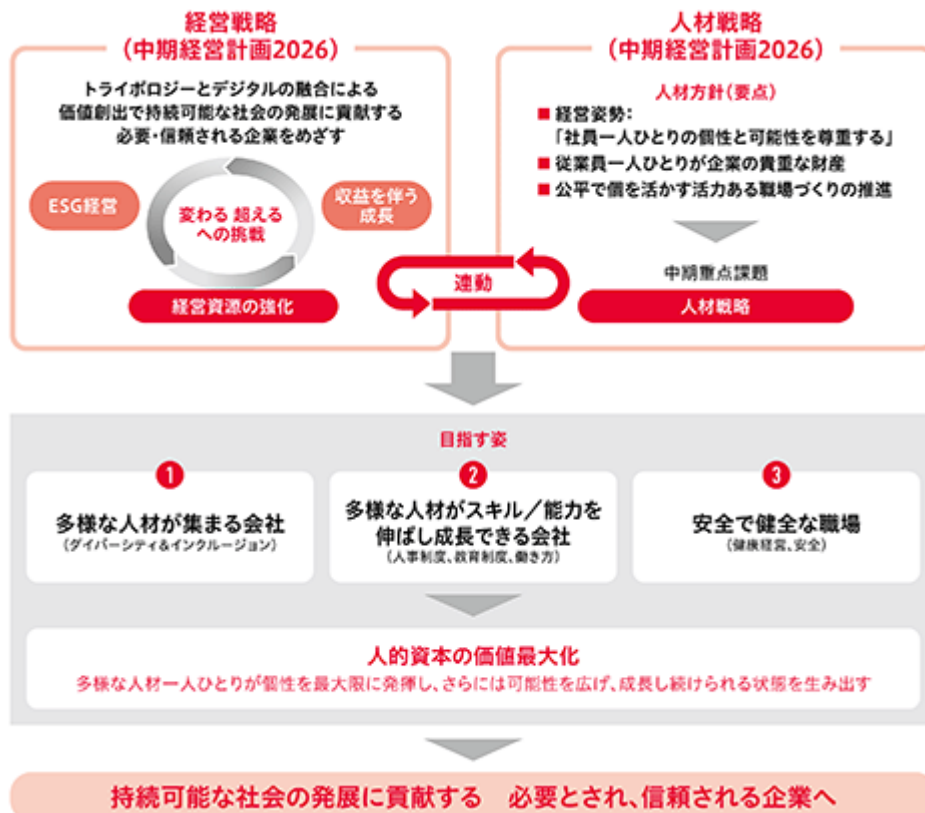 経営戦略
(中期経営計画2026)
トライボロジーとデジタルの融合による
価値創出で持続可能な社会の発展に貢献する
必要・信頼される企業をめざす
ESG経営
変わる 超える
への挑戦
収益を伴う
成長
経営資源の強化
連動
人材戦略
(中期経営計画2026)
人材方針(要点)
■ 経営姿勢:
「社員一人ひとりの個性と可能性を尊重する」
■ 従業員一人ひとりが企業の貴重な財産
■ 公平で個を活かす活力ある職場づくりの推進
中期重点課題
人材戦略
目指す姿
1
多様な人材が集まる会社
(ダイバーシティ&インクルージョン)
2
多様な人材がスキル/能力を
伸ばし成長できる会社
(人事制度、教育制度、働き方)
3
安全で健全な職場
(健康経営、安全)
人的資本の価値最大化
多様な人材一人ひとりが個性を最大限に発揮し、さらには可能性を広げ、成長し続けられる状態を生み出す
持続可能な社会の発展に貢献する 必要とされ、信頼される企業へ